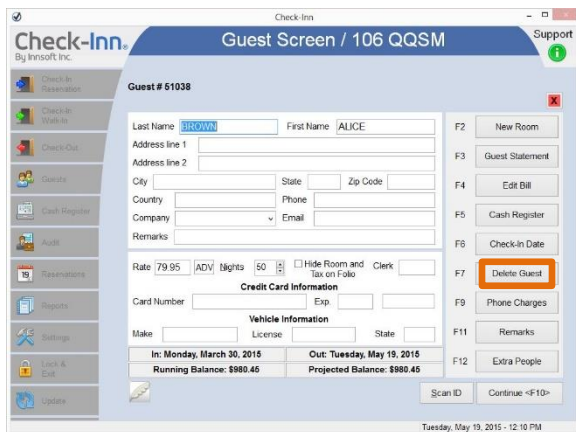 Check-Inn
Check-Inn®
By Innsoft Inc.
Guest Screen / 106 QQSM
Support
Check-In Reservation
Check-In Walk-In
Check-Out
Guests
Cash Register
Audit
19
Reservations
Reports
Settings
Lock & Exit
Update
Guest # 51038
X
Last Name BROWN First Name ALICE
Address line 1
Address line 2
City State Zip Code
Country Phone
Company Email
Remarks
Rate 79.95 ADV Nights 50 Hide Room and Tax on Folio Clerk
Credit Card Information
Card Number Exp.
Vehicle Information
Make License State
In: Monday, March 30, 2015 Out: Tuesday, May 19, 2015
Running Balance: $980.45 Projected Balance: $980.45
F2 New Room
F3 Guest Statement
F4 Edit Bill
F5 Cash Register
F6 Check-In Date
F7 Delete Guest
F9 Phone Charges
F11 Remarks
F12 Extra People
Scan ID Continue <F10>
Tuesday, May 19, 2015 - 12:10 PM